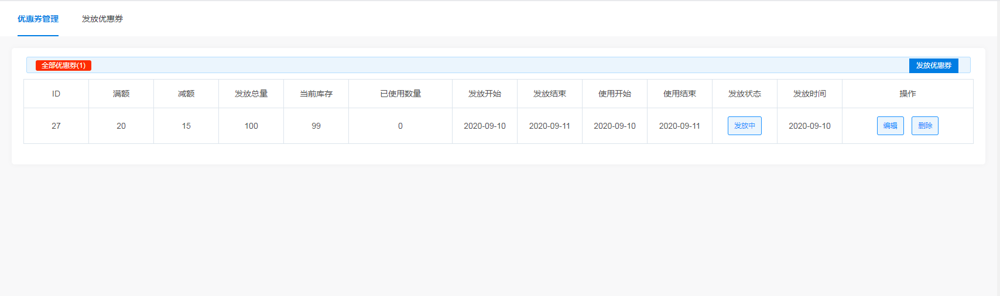 优惠券管理 发放优惠券
全部优惠券(1) 发放优惠券
ID 满额 减额 发放总量 当前库存 已使用数量 发放开始 发放结束 使用开始 使用结束 发放状态 发放时间 操作
27 20 15 100 99 0 2020-09-10 2020-09-11 2020-09-10 2020-09-11 发放中 2020-09-10 编辑 删除